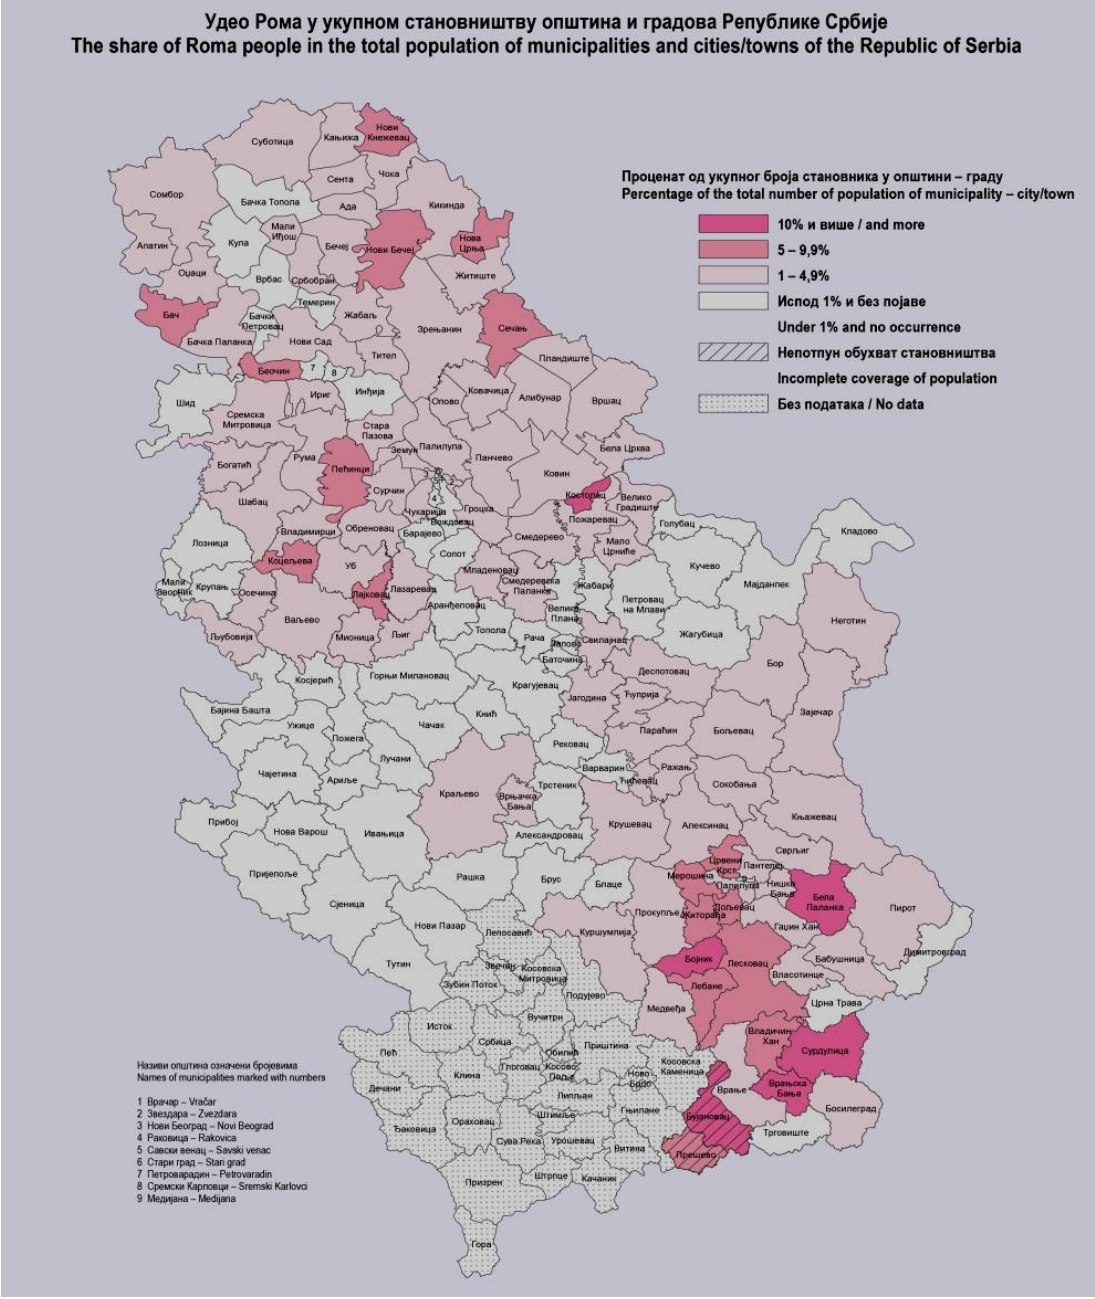 Удео Рома у укупном становништву општина и градова Републике Србије
The share of Roma people in the total population of municipalities and cities/towns of the Republic of Serbia
Проценат од укупног броја становника у општини – граду
Percentage of the total number of population of municipality – city/town
10% и више / and more
5 – 9,9%
1 – 4,9%
Испод 1% и без појаве
Under 1% and no occurrence
Непотпун обухват становништва
Incomplete coverage of population
Без података / No data
Суботица
Кањижа
Нови
Кнежевац
Сомбор
Бачка Топола
Сента
Чока
Ада
Кикинда
Апатин
Кула
Мали
Иђош
Бечеј
Нови Бечеј
Нова
Црња
Оџаци
Врбас
Србобран
Житиште
Бач
Темерин
Бачки
Петровац
Жабаљ
Зрењанин
Сечањ
Бачка Паланка
Нови Сад
Тител
Пландиште
Беочин
7
8
Шид
Ириг
Инђија
Опово
Ковачица
Алибунар
Вршац
Сремска
Митровица
Стара
Пазова
Земун
Палилула
Панчево
Бела Црква
Богатић
Рума
Пећинци
Сурчин
3
6
5
1
2
4
Ковин
Костолац
Велико
Градиште
Шабац
Чукарица
Гроцка
Вождовац
Пожаревац
Голубац
Кладово
Владимирци
Обреновац
Барајево
Смедерево
Мало
Црниће
Лозница
Коцељева
Уб
Сопот
Кучево
Мајданпек
Мали
Зворник
Крупањ
Осечина
Лајковац
Лазаревац
Младеновац
Смедеревска
Паланка
Жабари
Петровац
на Млави
Аранђеловац
Велика
Плана
Ваљево
Неготин
Љубовија
Мионица
Љиг
Топола
Рача
Лапово
Свилајнац
Жагубица
Баточина
Бор
Косјерић
Горњи Милановац
Крагујевац
Деспотовац
Јагодина
Ћуприја
Бајина Башта
Ужице
Чачак
Кнић
Зајечар
Пожега
Параћин
Бољевац
Лучани
Рековац
Чајетина
Ариље
Варварин
Ћићевац
Ражањ
Краљево
Врњачка
Бања
Трстеник
Сокобања
Прибој
Нова Варош
Ивањица
Крушевац
Алексинац
Књажевац
Александровац
Сврљиг
Пријепоље
Рашка
Брус
Блаце
Мерошина
Црвени
Крст
Пантелеј
9
Палилула
Нишка
Бања
Бела
Паланка
Сјеница
Прокупље
Житорађа
Дољевац
Пирот
Нови Пазар
Лепосавић
Куршумлија
Гаџин Хан
Димитровград
Тутин
Звечан
Косовска
Митровица
Бојник
Лесковац
Бабушница
Зубин Поток
Подујево
Лебане
Власотинце
Медвеђа
Црна Трава
Исток
Вучитрн
Пећ
Србица
Обилић
Приштина
Владичин
Хан
Сурдулица
Косовска
Каменица
Дечани
Клина
Глоговац
Косово
Поље
Ново
Брдо
Врање
Врањска
Бања
Липљан
Ђаковица
Ораховац
Штимље
Гњилане
Бујановац
Босилеград
Сува Река
Урошевац
Витина
Прешево
Трговиште
Призрен
Штрпце
Качаник
Гора
Називи општина означени бројевима
Names of municipalities marked with numbers
1 Врачар – Vračar
2 Звездара – Zvezdara
3 Нови Београд – Novi Beograd
4 Раковица – Rakovica
5 Савски венац – Savski venac
6 Стари град – Stari grad
7 Петроварадин – Petrovaradin
8 Сремски Карловци – Sremski Karlovci
9 Медијана – Medijana